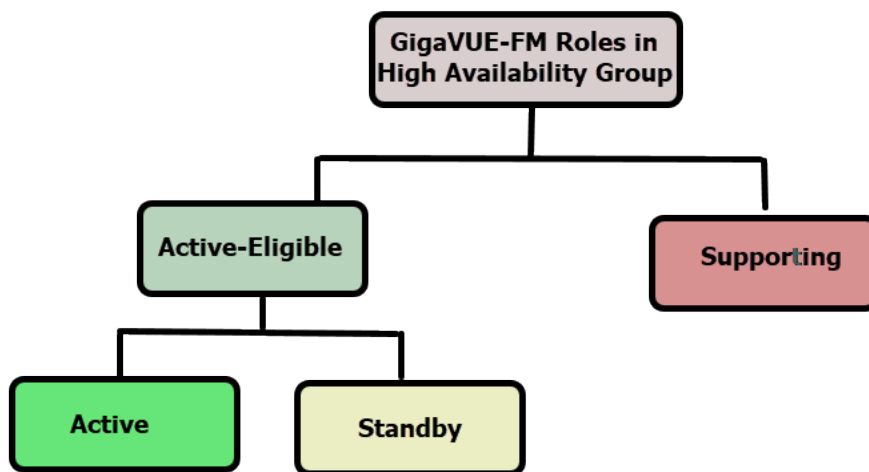 GigaVUE-FM Roles in
High Availability Group
Active-Eligible
Supporting
Active
Standby